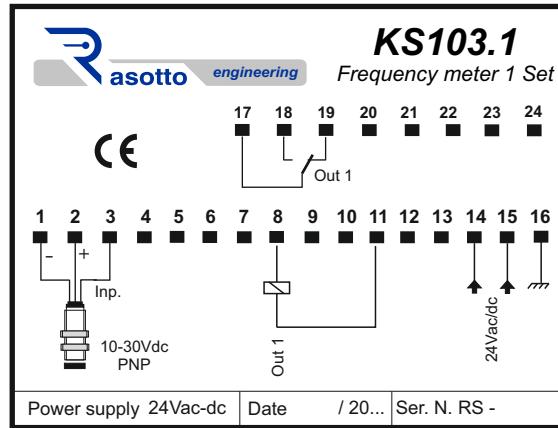 Rasotto engineering
KS103.1
Frequency meter 1 Set
17 18 19 20 21 22 23 24
CE
Out 1
1 2 3 4 5 6 7 8 9 10 11 12 13 14 15 16
- +
Inp.
10-30Vdc
PNP
Out 1
24Vac/dc
Power supply 24Vac-dc
Date / 20...
Ser. N. RS -